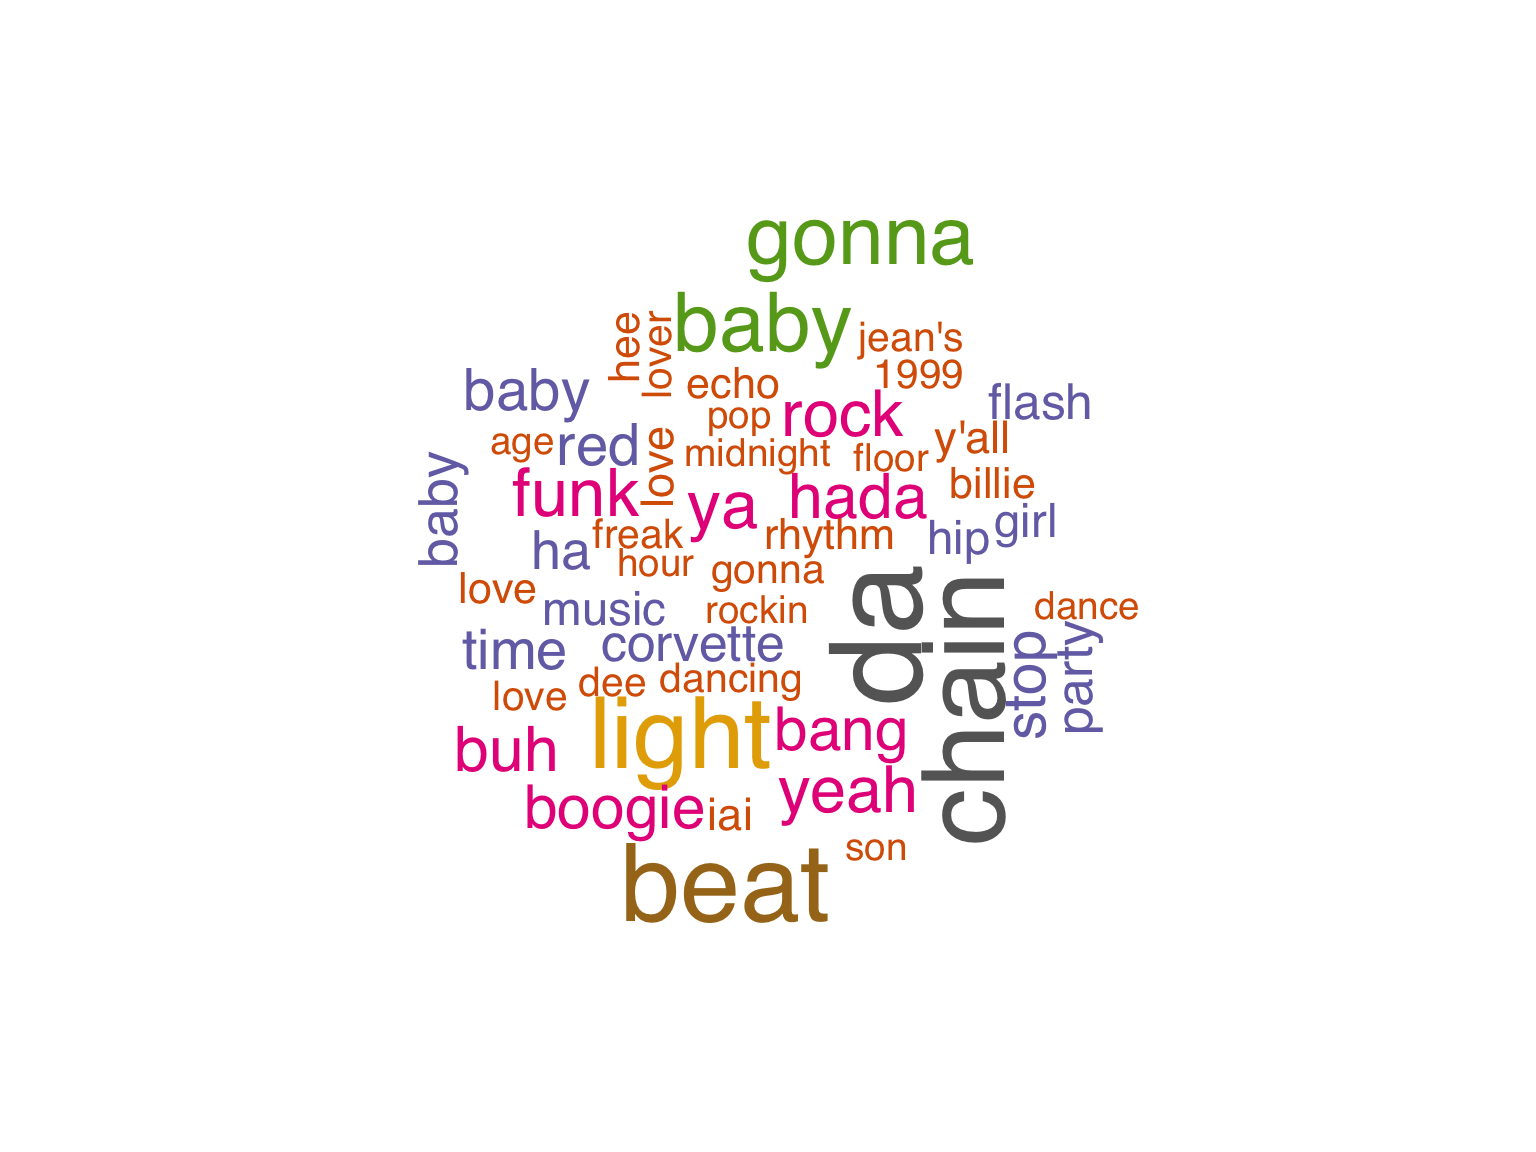 gonna
baby
hee
lover
jean's
1999
echo
baby
pop
rock
flash
age
red
love
midnight
floor
y'all
baby
funk
ya
hada
billie
girl
ha
freak
rhythm
hip
hour
gonna
love
music
rockin
da
chain
dance
time
corvette
stop
party
love
dee
dancing
buh
light
bang
boogie
iai
yeah
son
beat